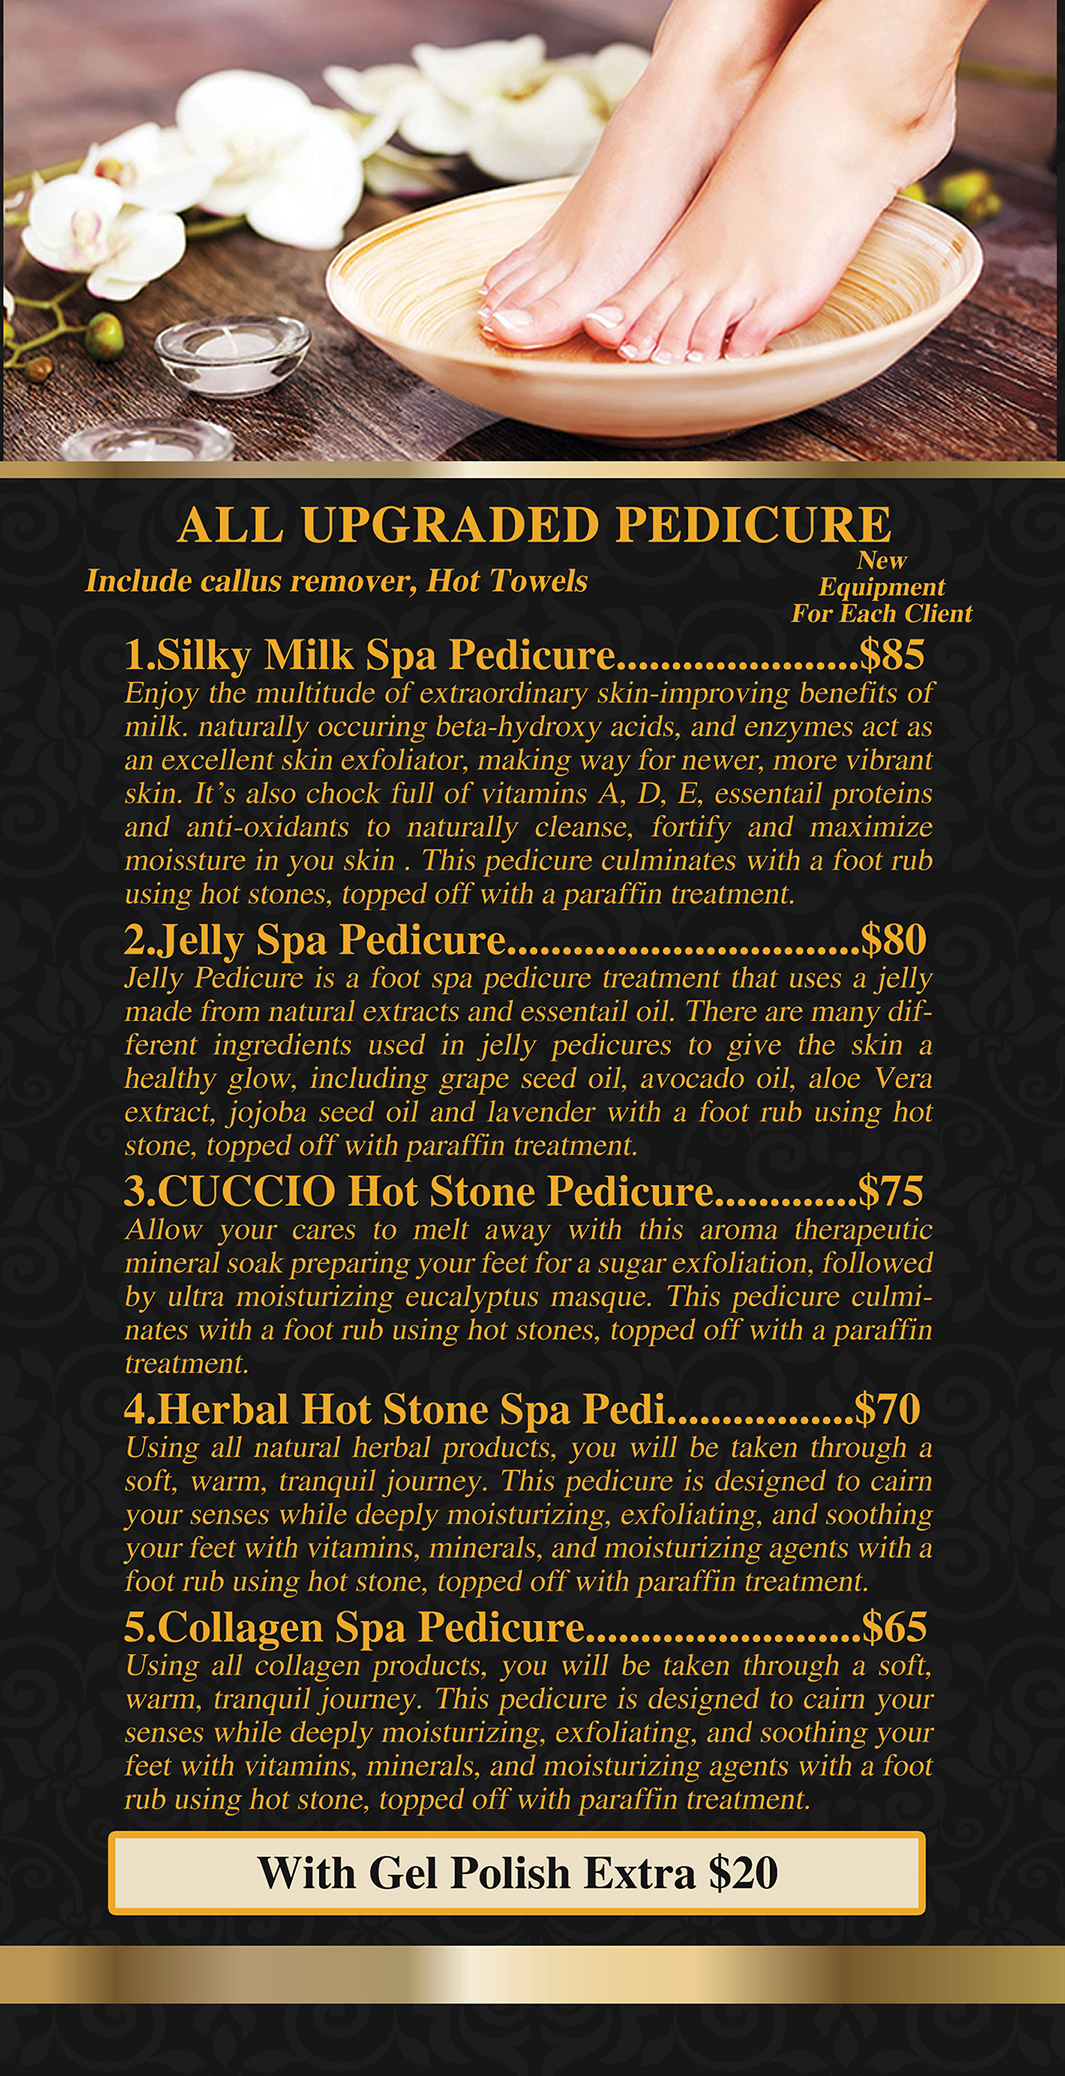 ALL UPGRADED PEDICURE
Include callus remover, Hot Towels
New
Equipment
For Each Client
1.Silky Milk Spa Pedicure......................$85
Enjoy the multitude of extraordinary skin-improving benefits of
milk. naturally occuring beta-hydroxy acids, and enzymes act as
an excellent skin exfoliator, making way for newer, more vibrant
skin. It's also chock full of vitamins A, D, E, essentail proteins
and anti-oxidants to naturally cleanse, fortify and maximize
moissture in you skin . This pedicure culminates with a foot rub
using hot stones, topped off with a paraffin treatment.
2.Jelly Spa Pedicure................................$80
Jelly Pedicure is a foot spa pedicure treatment that uses a jelly
made from natural extracts and essentail oil. There are many dif-
ferent ingredients used in jelly pedicures to give the skin a
healthy glow, including grape seed oil, avocado oil, aloe Vera
extract, jojoba seed oil and lavender with a foot rub using hot
stone, topped off with paraffin treatment.
3.CUCCIO Hot Stone Pedicure.............$75
Allow your cares to melt away with this aroma therapeutic
mineral soak preparing your feet for a sugar exfoliation, followed
by ultra moisturizing eucalyptus masque. This pedicure culmi-
nates with a foot rub using hot stones, topped off with a paraffin
treatment.
4.Herbal Hot Stone Spa Pedi.................$70
Using all natural herbal products, you will be taken through a
soft, warm, tranquil journey. This pedicure is designed to cairn
your senses while deeply moisturizing, exfoliating, and soothing
your feet with vitamins, minerals, and moisturizing agents with a
foot rub using hot stone, topped off with paraffin treatment.
5.Collagen Spa Pedicure.........................$65
Using all collagen products, you will be taken through a soft,
warm, tranquil journey. This pedicure is designed to cairn your
senses while deeply moisturizing, exfoliating, and soothing your
feet with vitamins, minerals, and moisturizing agents with a foot
rub using hot stone, topped off with paraffin treatment.
With Gel Polish Extra $20